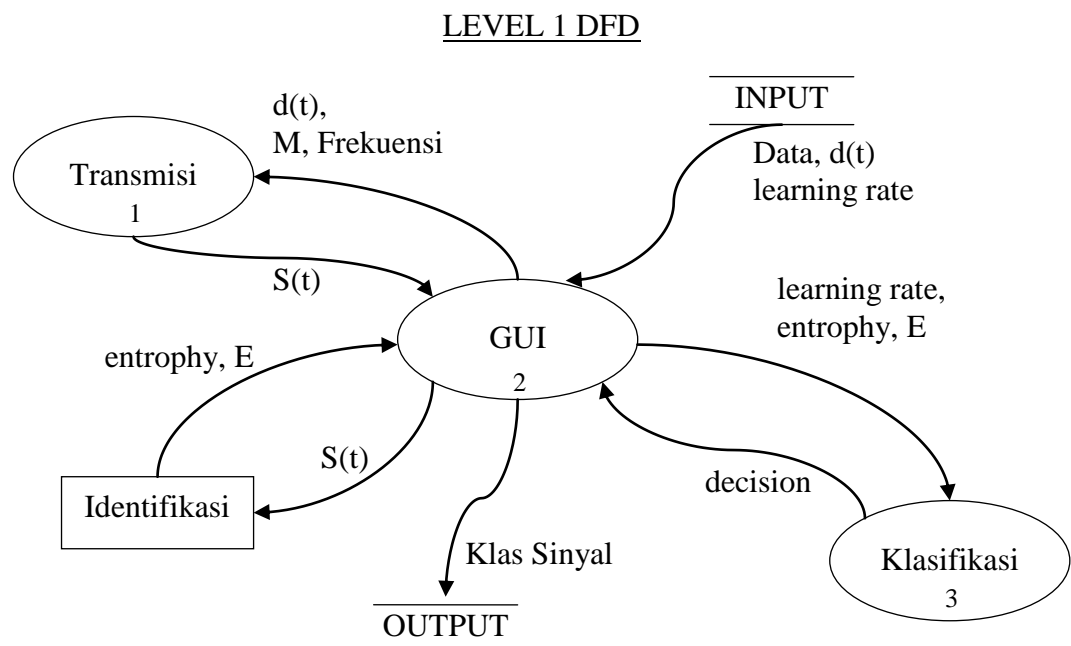 LEVEL 1 DFD
INPUT
d(t),
M, Frekuensi
Data, d(t)
learning rate
Transmisi
1
S(t)
learning rate,
entrophy, E
GUI
2
entrophy, E
S(t)
decision
Identifikasi
Klas Sinyal
Klasifikasi
3
OUTPUT